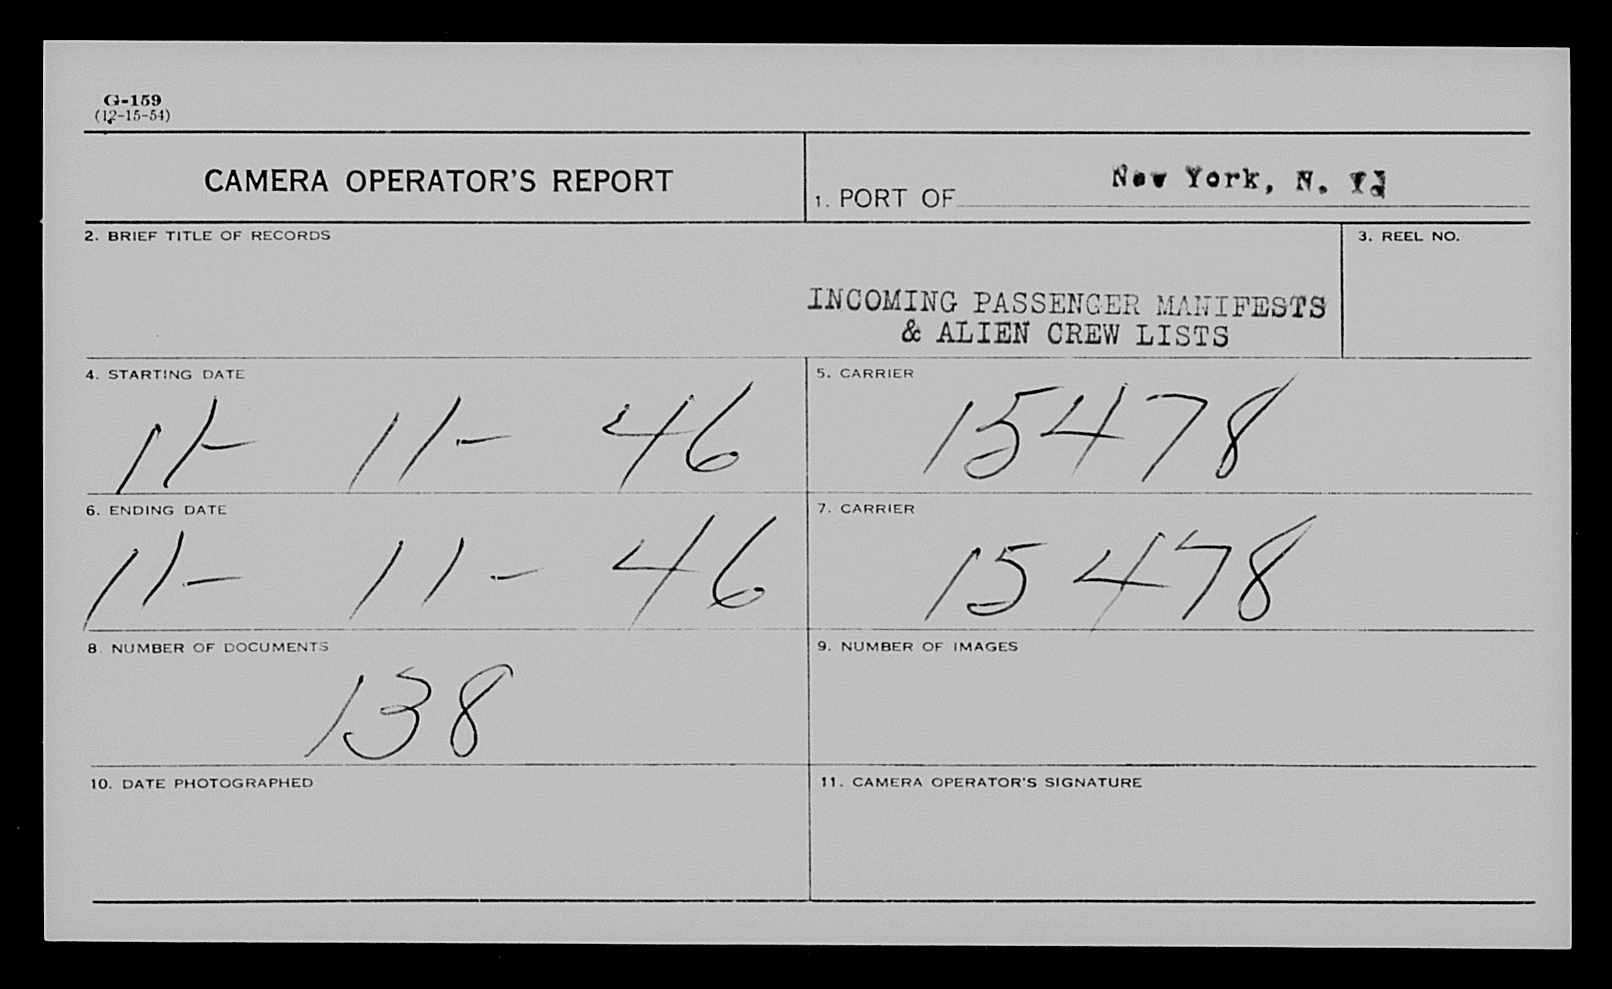 G-159
(12-15-54)
CAMERA OPERATOR'S REPORT
1. PORT OF New York, N. Y.
2. BRIEF TITLE OF RECORDS
INCOMING PASSENGER MANIFESTS
& ALIEN CREW LISTS
3. REEL NO.
4. STARTING DATE
11- 11- 46
5. CARRIER
15478
6. ENDING DATE
11- 11- 46
7. CARRIER
15478
8. NUMBER OF DOCUMENTS
138
9. NUMBER OF IMAGES
10. DATE PHOTOGRAPHED
11. CAMERA OPERATOR'S SIGNATURE